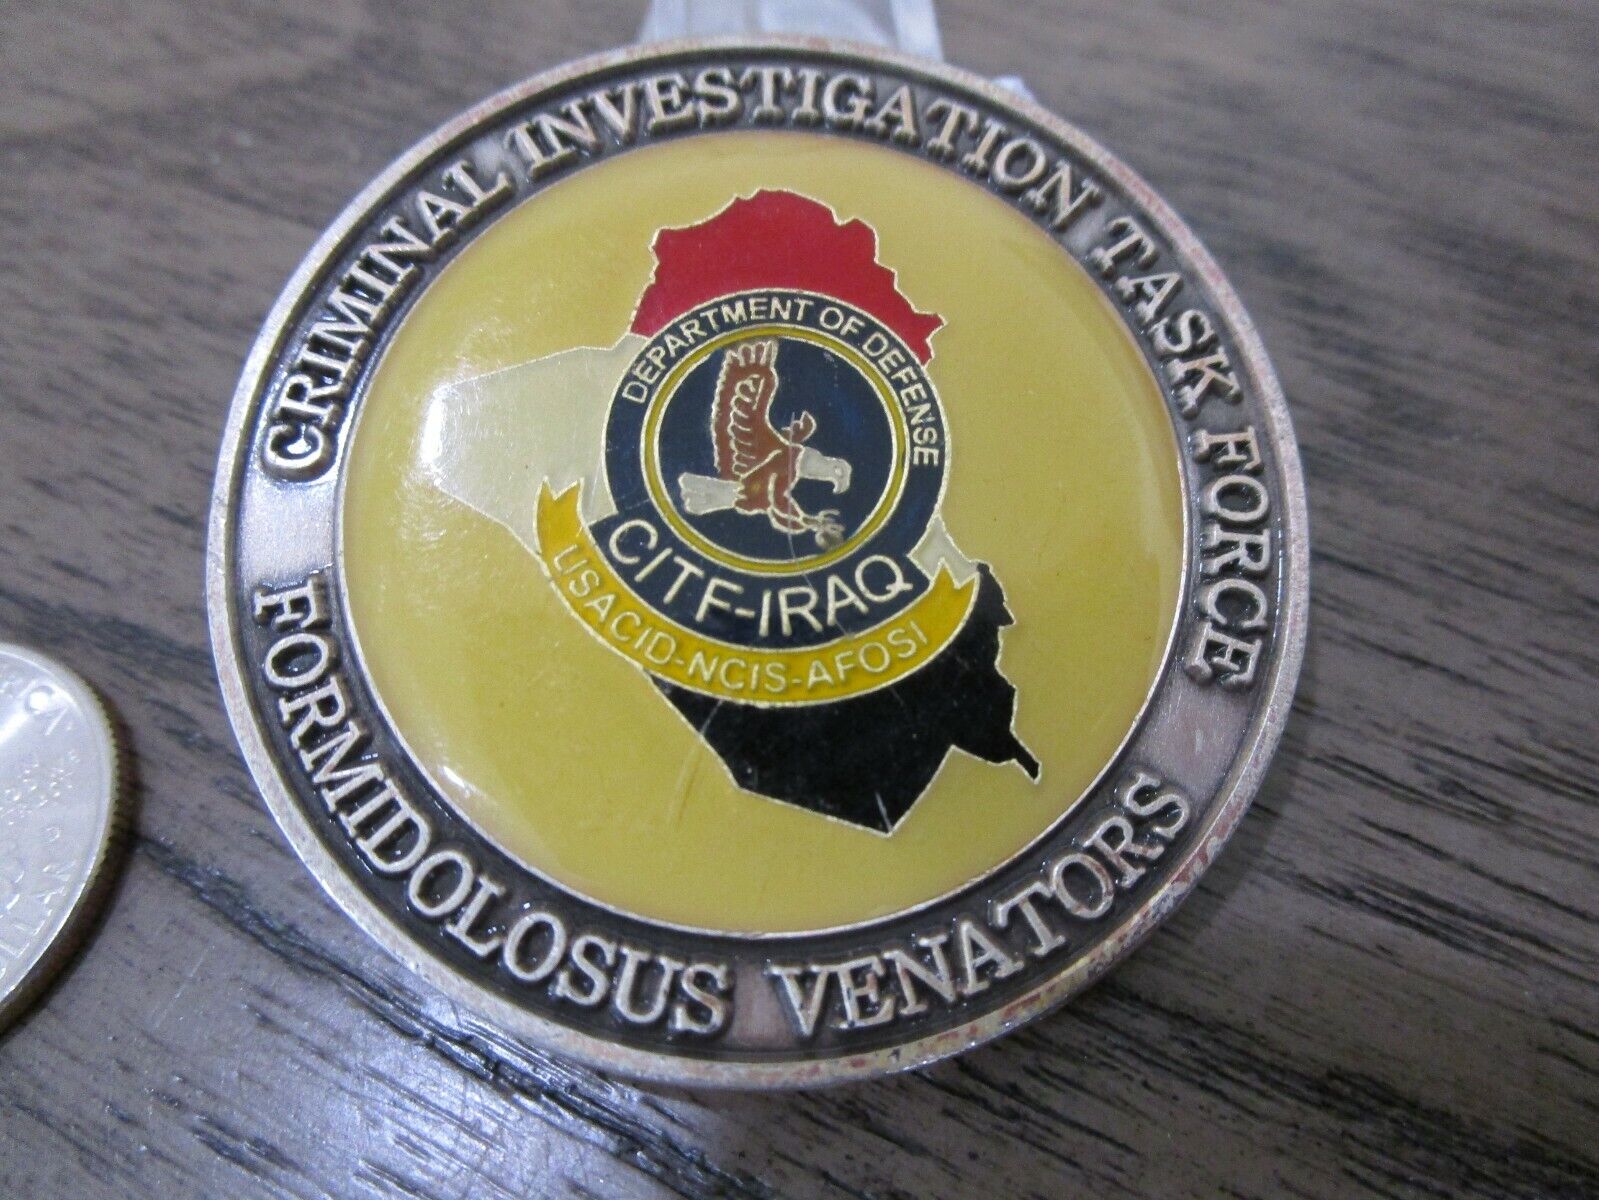 CRIMINAL INVESTIGATION TASK FORCE
DEPARTMENT OF DEFENSE
CITF-IRAQ
USACID-NCIS-AFOSI
FORMIDOLOSUS VENATORS